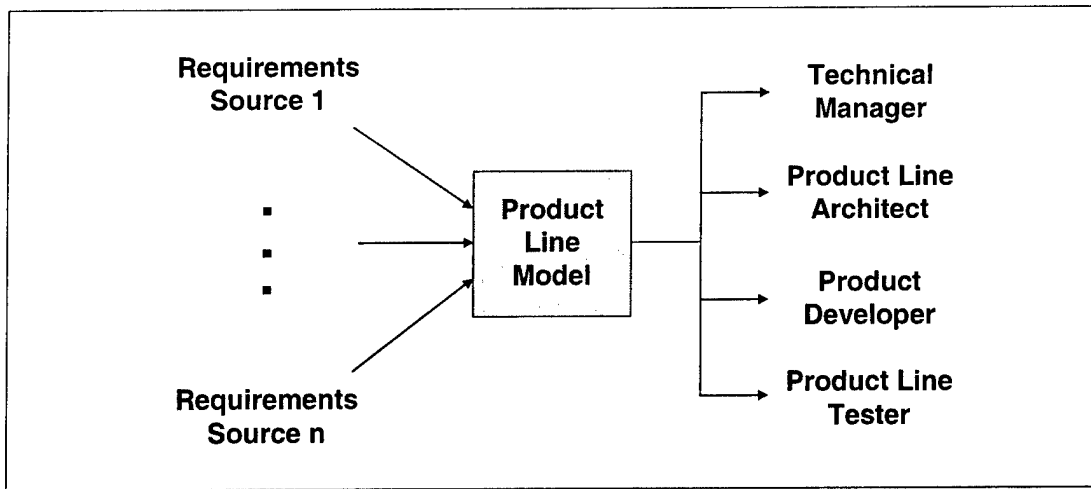 Requirements
Source 1
Requirements
Source n
Product
Line
Model
Technical
Manager
Product Line
Architect
Product
Developer
Product Line
Tester